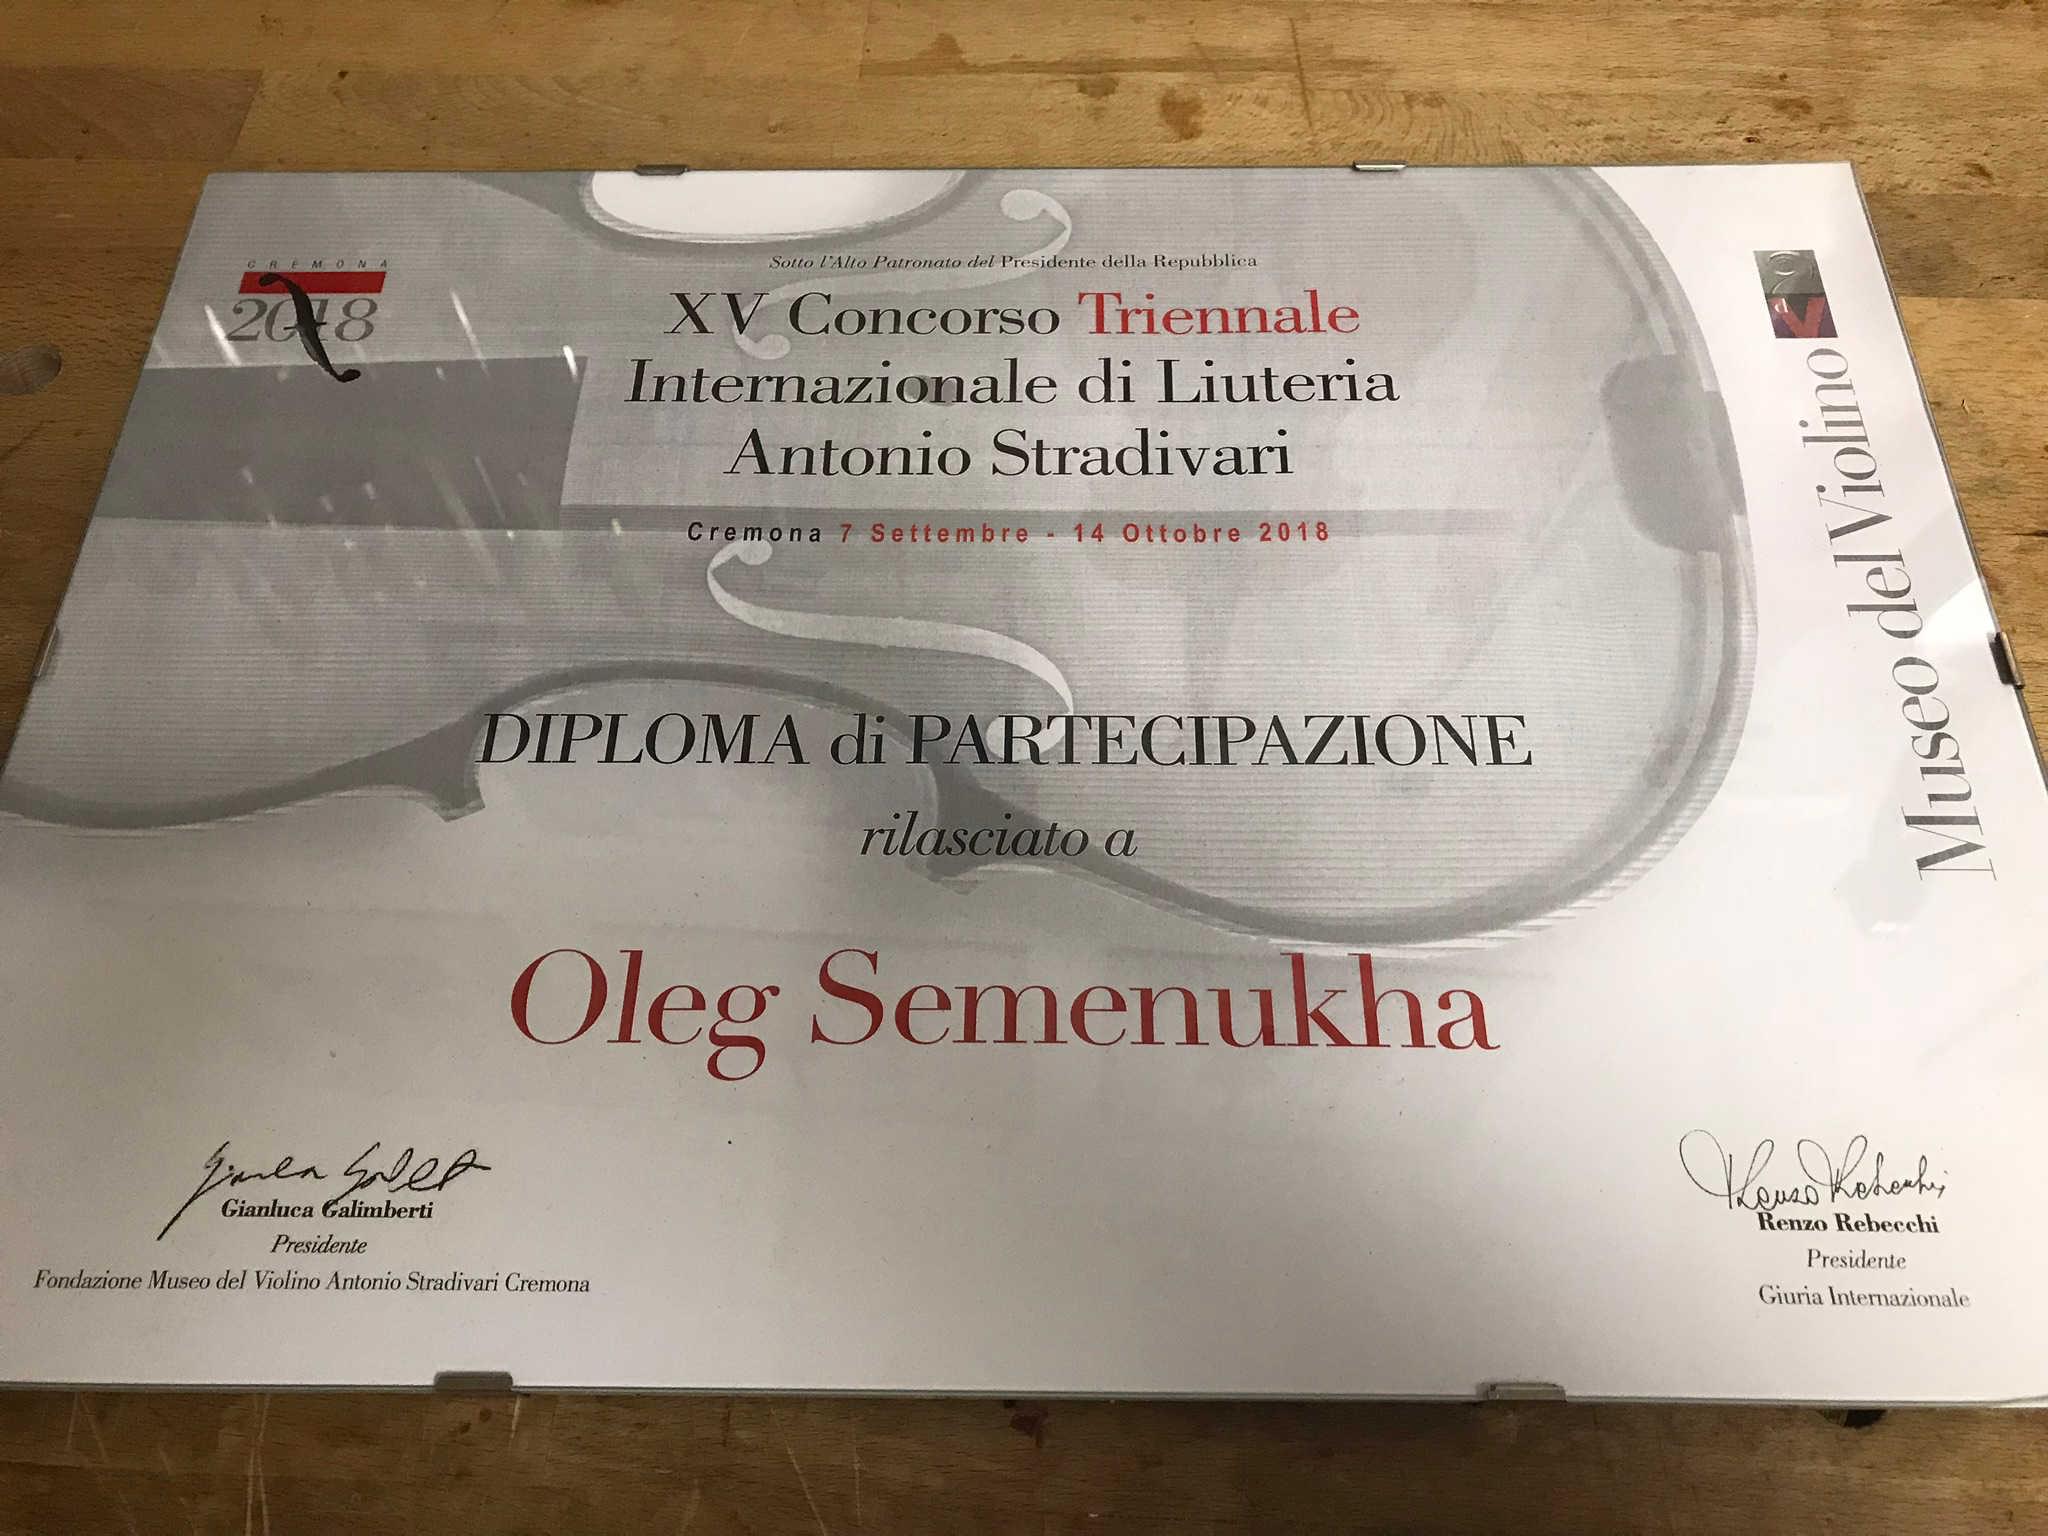 CREMONA
2018
Sotto l'Alto Patronato del Presidente della Repubblica
XV Concorso Triennale
Internazionale di Liuteria
Antonio Stradivari
Cremona 7 Settembre - 14 Ottobre 2018
Museo del Violino
DIPLOMA di PARTECIPAZIONE
rilasciato a
Oleg Semenukha
Gianluca Galimberti
Presidente
Fondazione Museo del Violino Antonio Stradivari Cremona
Renzo Rebecchi
Renzo Rebecchi
Presidente
Giuria Internazionale